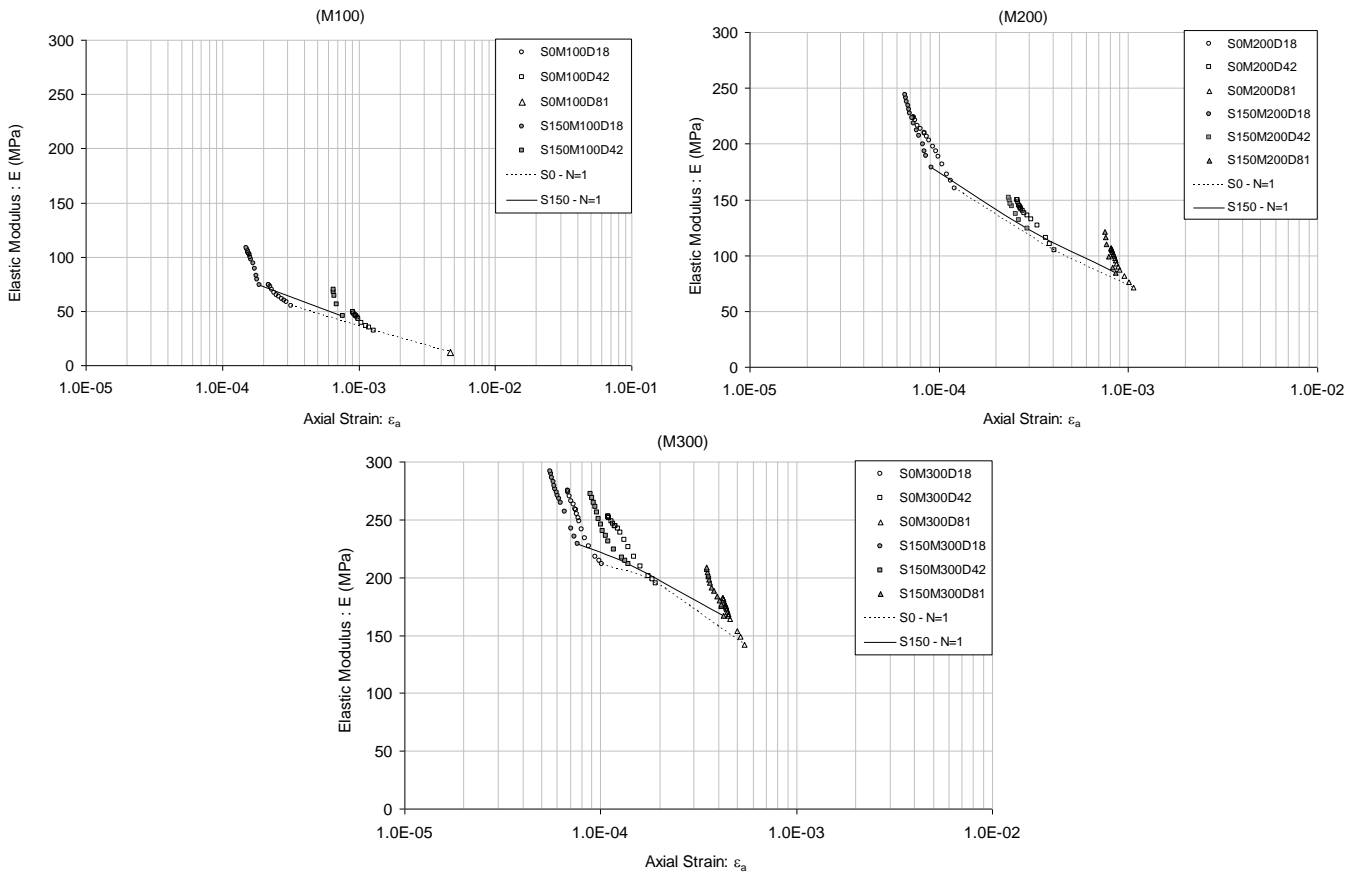 (M100)
300
250
200
150
100
50
0
Elastic Modulus : E (MPa)
1.0E-05
1.0E-04
1.0E-03
1.0E-02
1.0E-01
Axial Strain: εa
S0M100D18
S0M100D42
S0M100D81
S150M100D18
S150M100D42
S0 - N=1
S150 - N=1
(M200)
300
250
200
150
100
50
0
Elastic Modulus : E (MPa)
1.0E-05
1.0E-04
1.0E-03
1.0E-02
Axial Strain: εa
S0M200D18
S0M200D42
S0M200D81
S150M200D18
S150M200D42
S150M200D81
S0 - N=1
S150 - N=1
(M300)
300
250
200
150
100
50
0
Elastic Modulus : E (MPa)
1.0E-05
1.0E-04
1.0E-03
1.0E-02
Axial Strain: εa
S0M300D18
S0M300D42
S0M300D81
S150M300D18
S150M300D42
S150M300D81
S0 - N=1
S150 - N=1